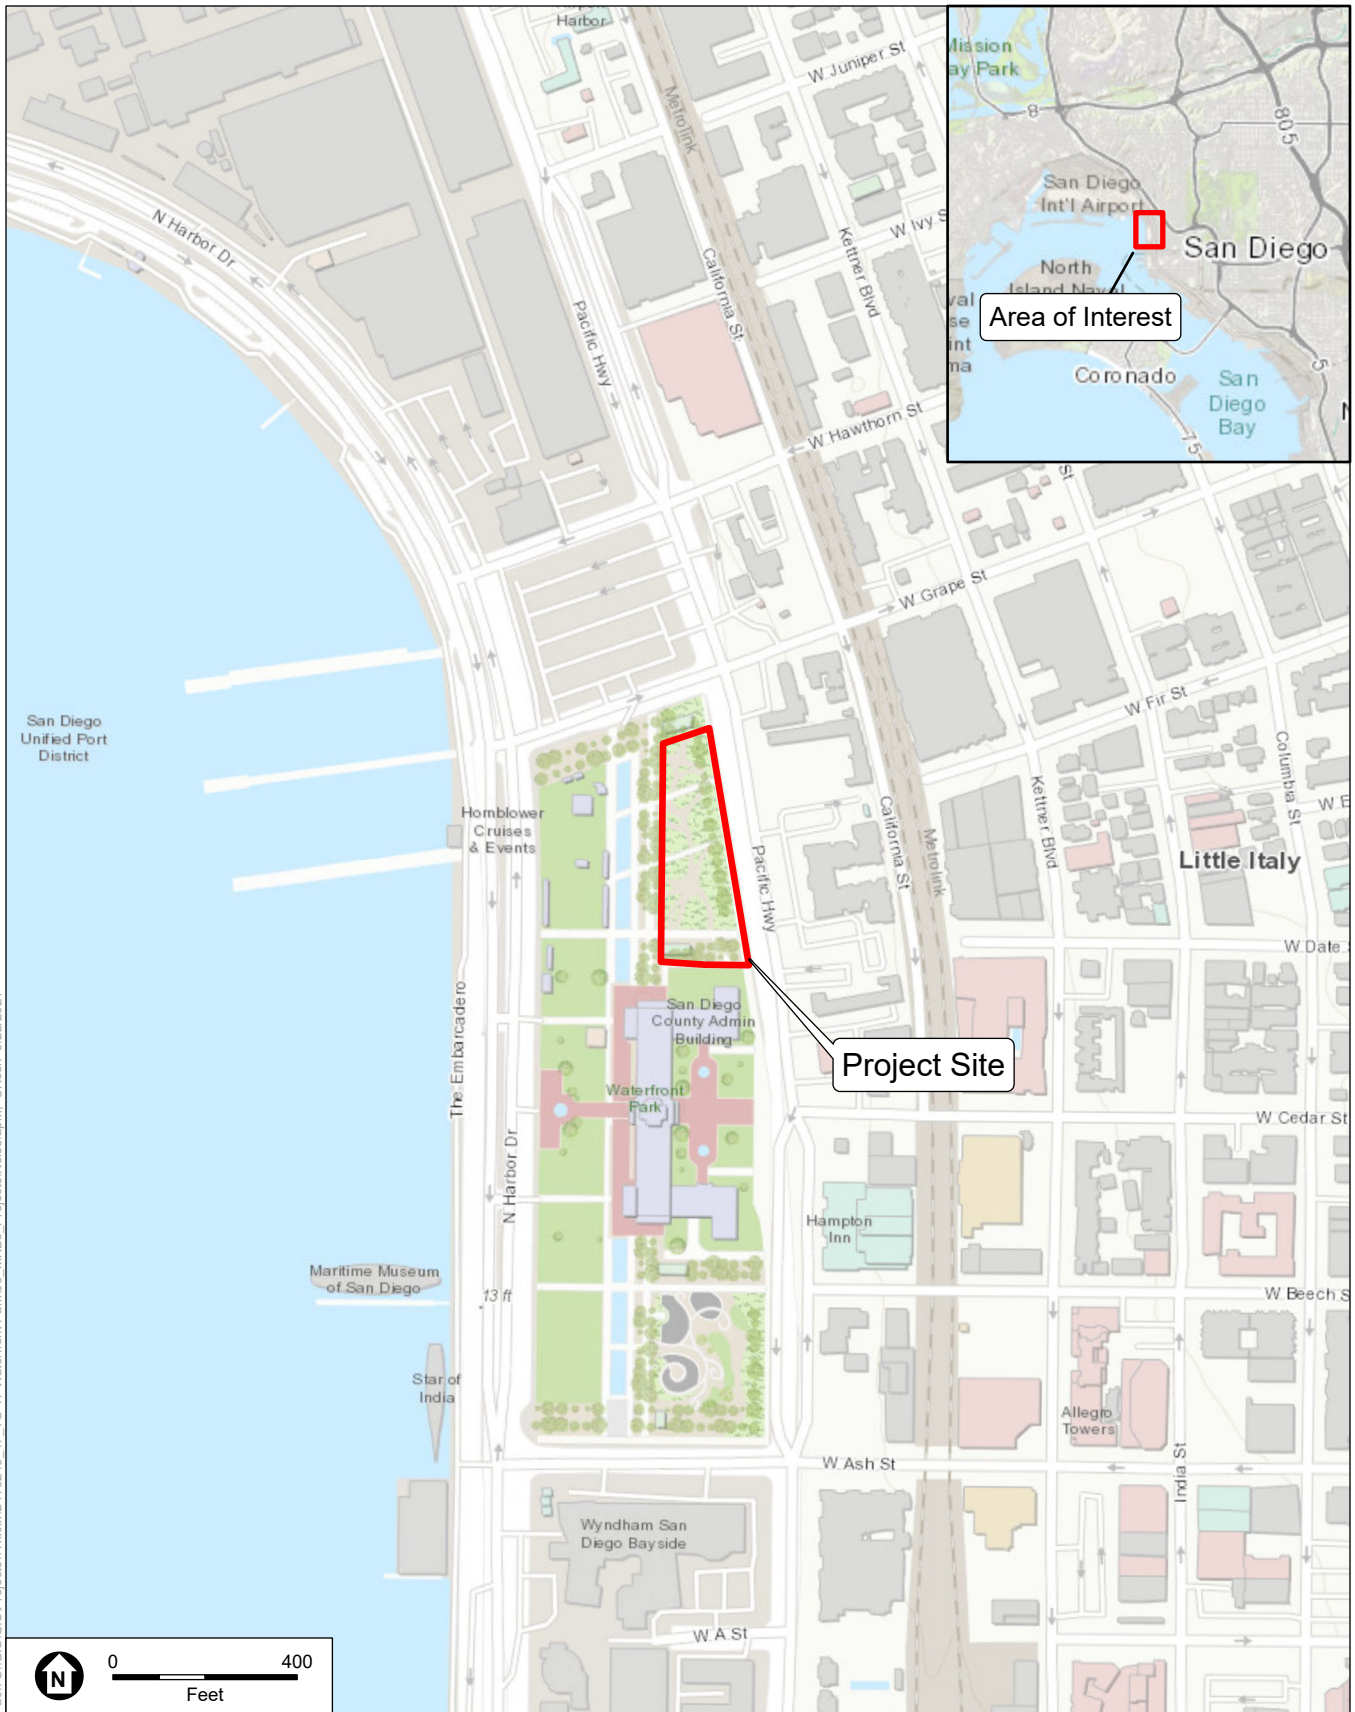 Harbor
W Juniper St
Metrolink
N Harbor Dr
W Ivy S
Kettner Blvd
California St
Pacific Hwy
W Hawthorn St
St
W Grape St
W Fir St
San Diego
Unified Port
District
Hornblower
Cruises
& Events
Pacific Hwy
California St
Metrolink
Kettner Blvd
Columbia St
W E
Little Italy
W Date
San Diego
County Admin
Building
Project Site
The Embarcadero
Waterfront
Park
N Harbor Dr
W Cedar St
Hampton
Inn
Maritime Museum
of San Diego
13 ft
W Beech S
Star of
India
Allegro
Towers
W Ash St
India St
Wyndham San
Diego Bayside
W A St
N
0
400
Feet
Mission
ay Park
8
805
San Diego
Int'l Airport
San Diego
North
Island Naval
Area of Interest
val
se
int
ma
Coronado
San
Diego
Bay
5
75
N